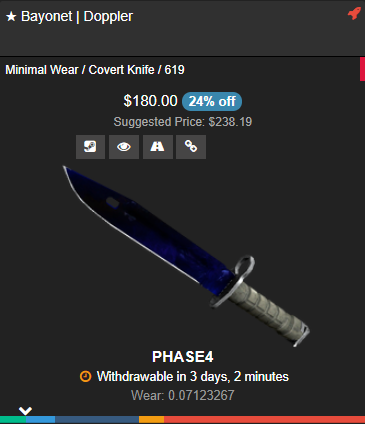 ★ Bayonet | Doppler
Minimal Wear / Covert Knife / 619
$180.00 24% off
Suggested Price: $238.19
PHASE4
Withdrawable in 3 days, 2 minutes
Wear: 0.07123267